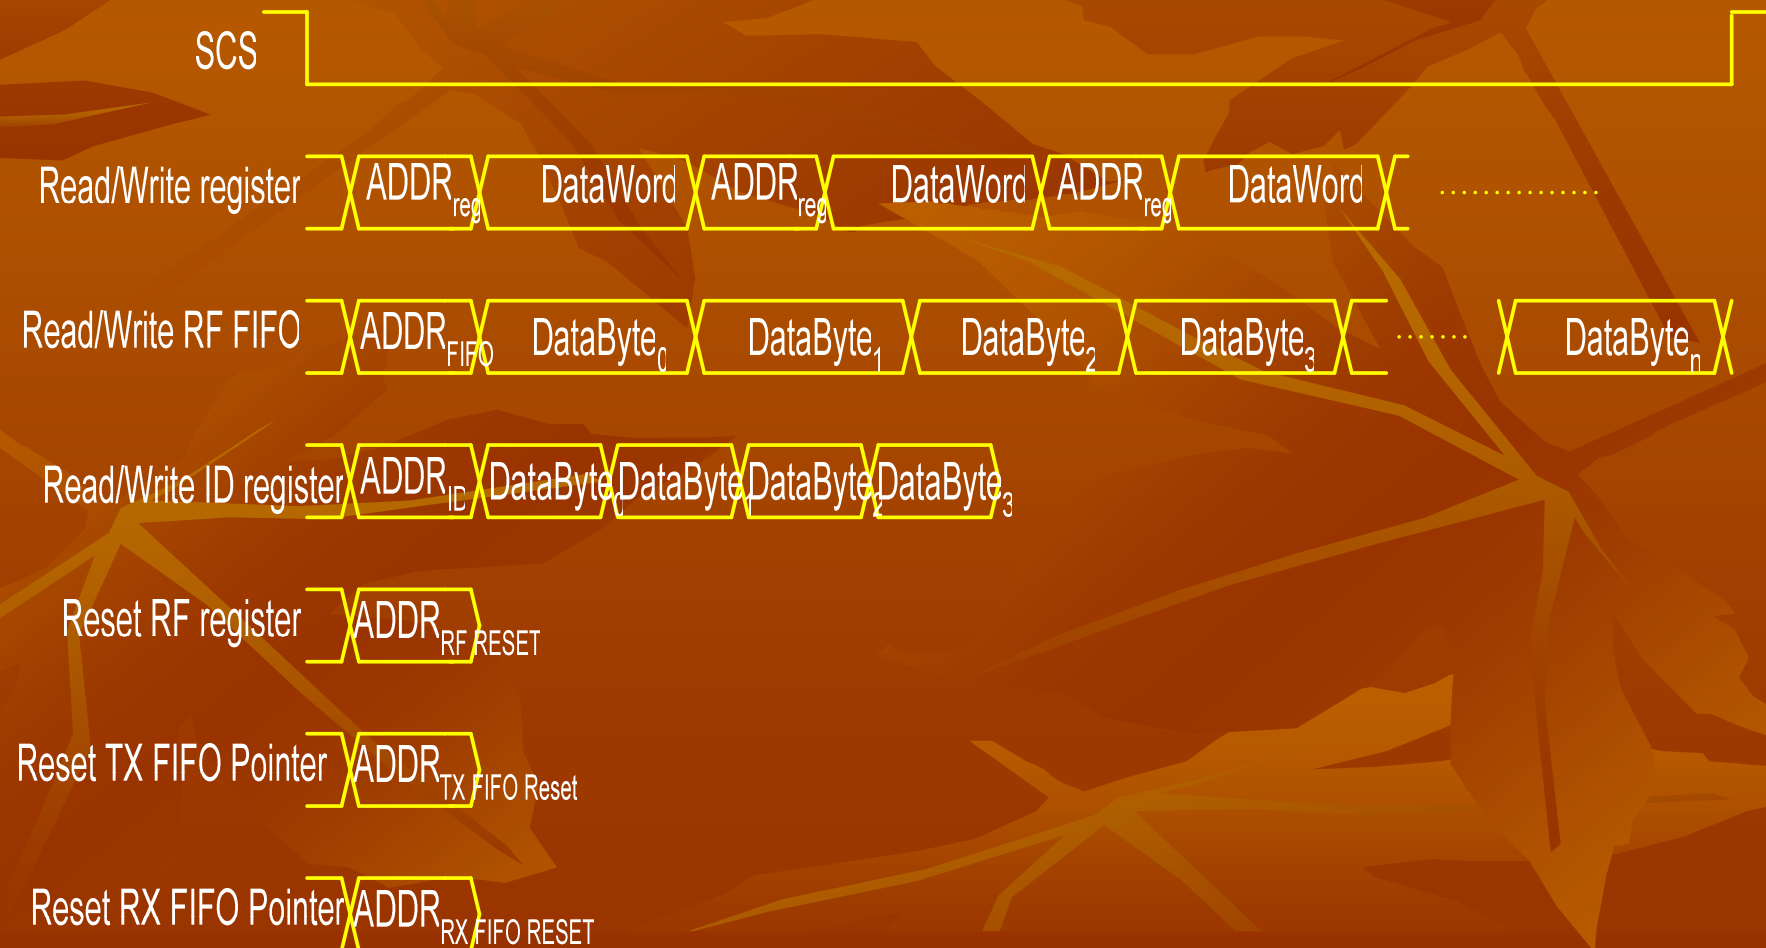 SCS
Read/Write register ADDRreg DataWord ADDRreg DataWord ADDRreg DataWord ...............
Read/Write RF FIFO ADDRFIFO DataByte0 DataByte1 DataByte2 DataByte3 ....... DataByten
Read/Write ID register ADDRID DataByte0 DataByte1 DataByte2 DataByte3
Reset RF register ADDRRF RESET
Reset TX FIFO Pointer ADDRTX FIFO Reset
Reset RX FIFO Pointer ADDRRX FIFO RESET